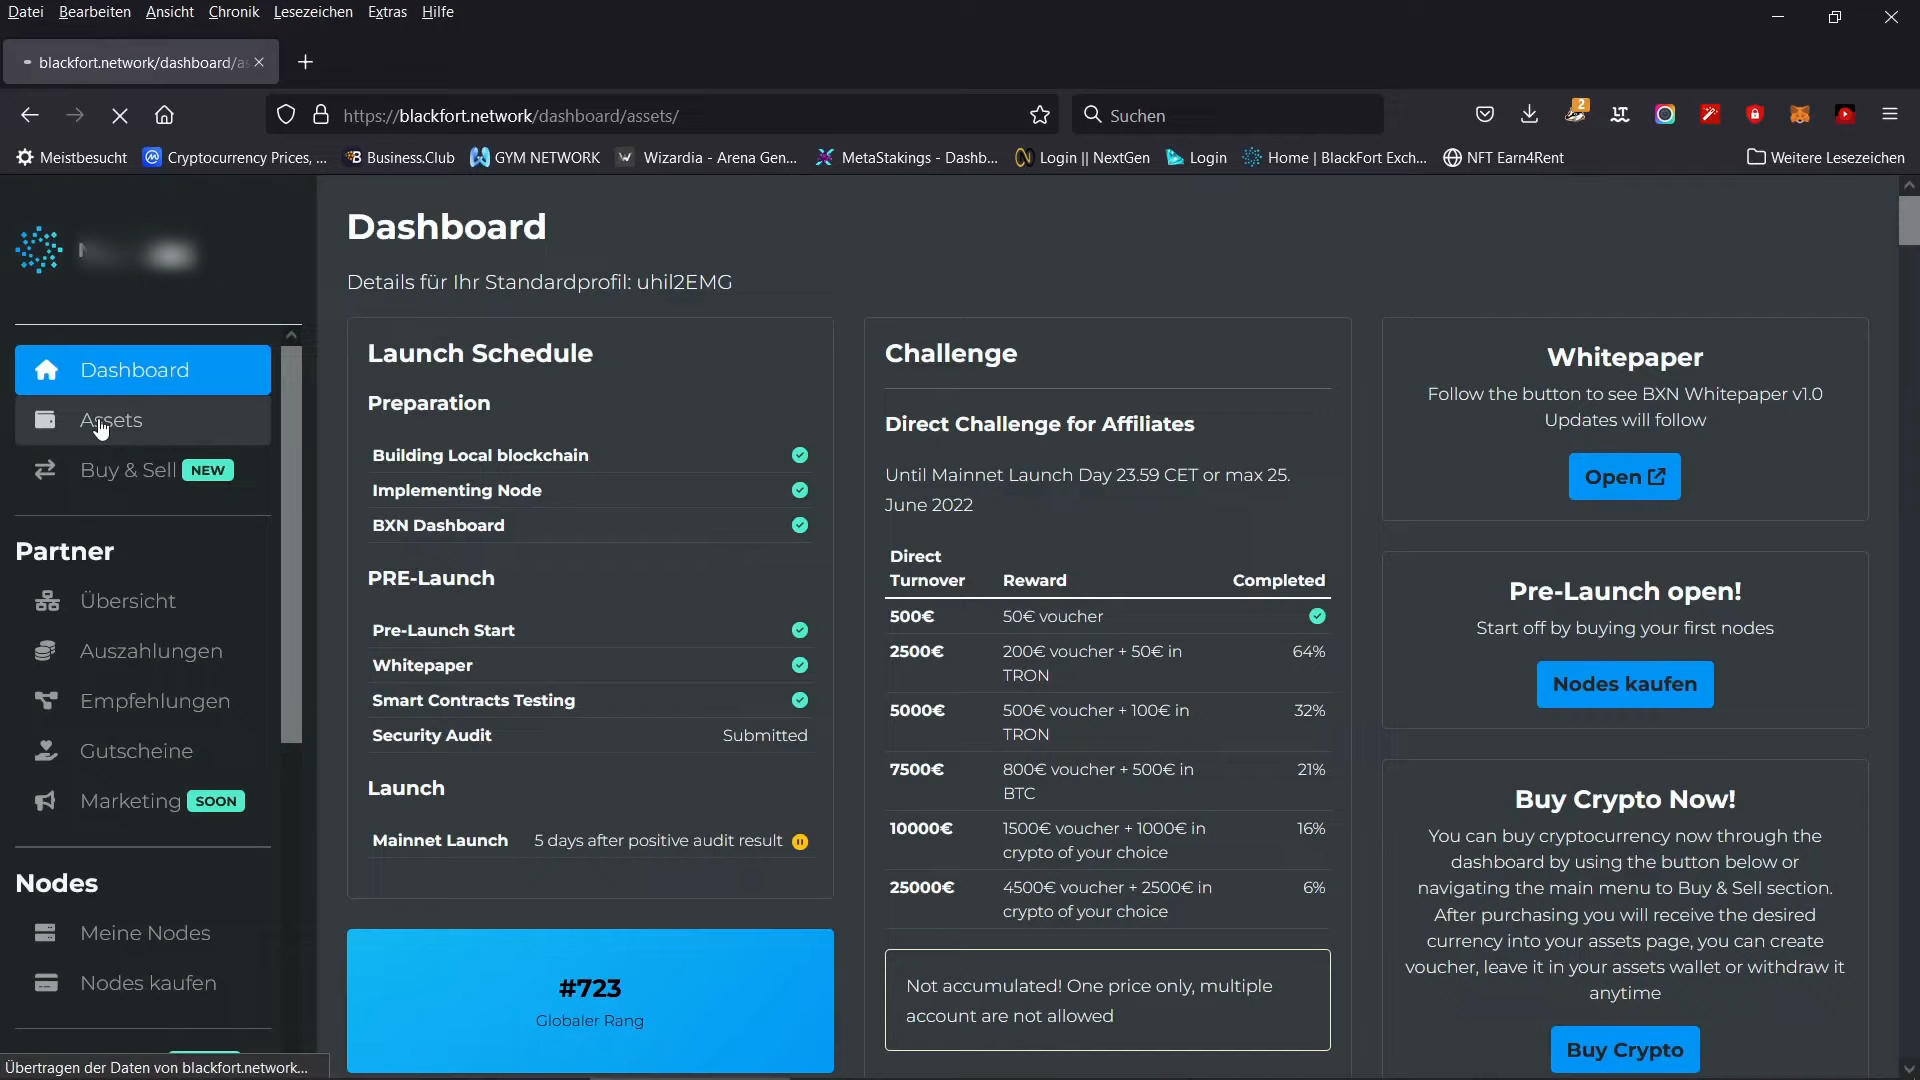 Datei Bearbeiten Ansicht Chronik Lesezeichen Extras Hilfe
blackfort.network/dashboard/as
https://blackfort.network/dashboard/assets/
Suchen
2
Meistbesucht
Cryptocurrency Prices, ...
Business.Club
GYM NETWORK
Wizardia - Arena Gen...
MetaStakings - Dashb...
Login || NextGen
Login
Home | BlackFort Exch...
NFT Earn4Rent
Weitere Lesezeichen
Dashboard
Assets
Buy & Sell NEW
Partner
Übersicht
Auszahlungen
Empfehlungen
Gutscheine
Marketing SOON
Nodes
Meine Nodes
Nodes kaufen
Übertragen der Daten von blackfort.network...
Dashboard
Details für Ihr Standardprofil: uhil2EMG
Launch Schedule
Preparation
Building Local blockchain
Implementing Node
BXN Dashboard
PRE-Launch
Pre-Launch Start
Whitepaper
Smart Contracts Testing
Security Audit Submitted
Launch
Mainnet Launch 5 days after positive audit result
#723
Globaler Rang
Challenge
Direct Challenge for Affiliates
Until Mainnet Launch Day 23.59 CET or max 25.
June 2022
Direct
Turnover Reward Completed
500€ 50€ voucher
2500€ 200€ voucher + 50€ in 64%
TRON
5000€ 500€ voucher + 100€ in 32%
TRON
7500€ 800€ voucher + 500€ in 21%
BTC
10000€ 1500€ voucher + 1000€ in 16%
crypto of your choice
25000€ 4500€ voucher + 2500€ in 6%
crypto of your choice
Not accumulated! One price only, multiple
account are not allowed
Whitepaper
Follow the button to see BXN Whitepaper v1.0
Updates will follow
Open
Pre-Launch open!
Start off by buying your first nodes
Nodes kaufen
Buy Crypto Now!
You can buy cryptocurrency now through the
dashboard by using the button below or
navigating the main menu to Buy & Sell section.
After purchasing you will receive the desired
currency into your assets page, you can create
voucher, leave it in your assets wallet or withdraw it
anytime
Buy Crypto